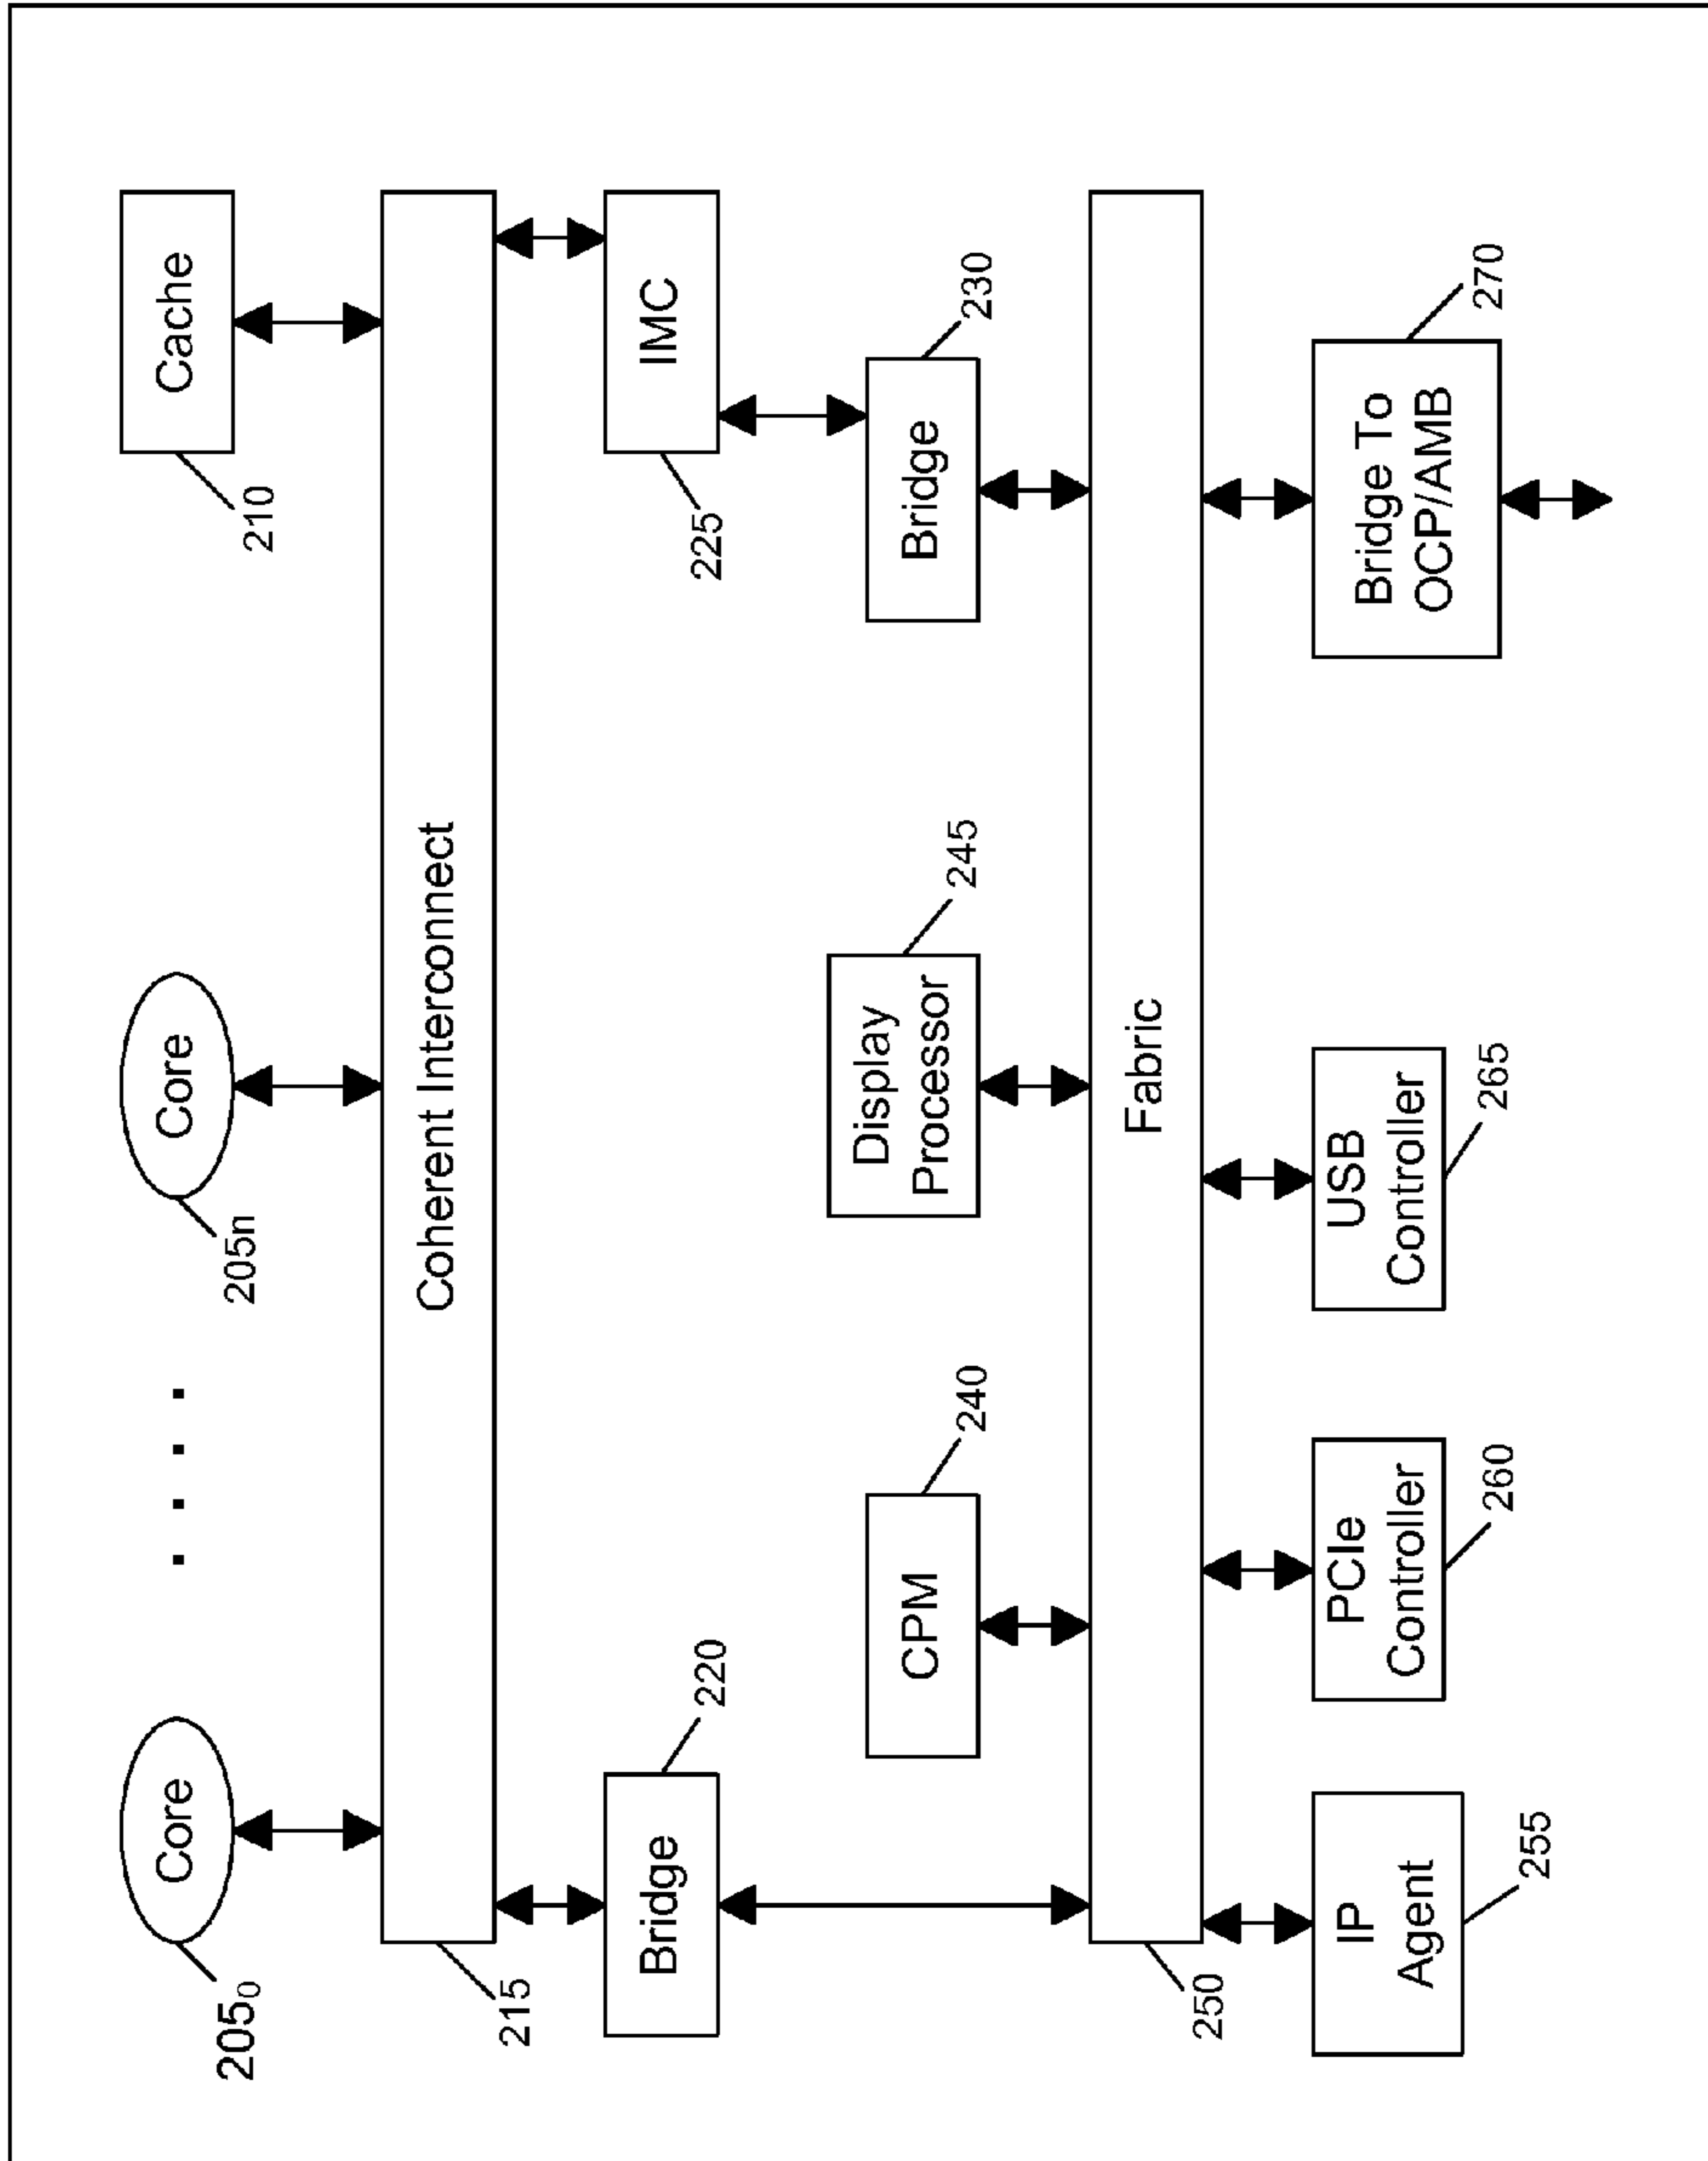 Core
Core
Cache
205₀
205n
210
Coherent Interconnect
215
Bridge
IMC
220
225
CPM
Display
Processor
Bridge
240
245
230
Fabric
250
IP
Agent
PCIe
Controller
USB
Controller
Bridge To
OCP/AMB
255
260
265
270